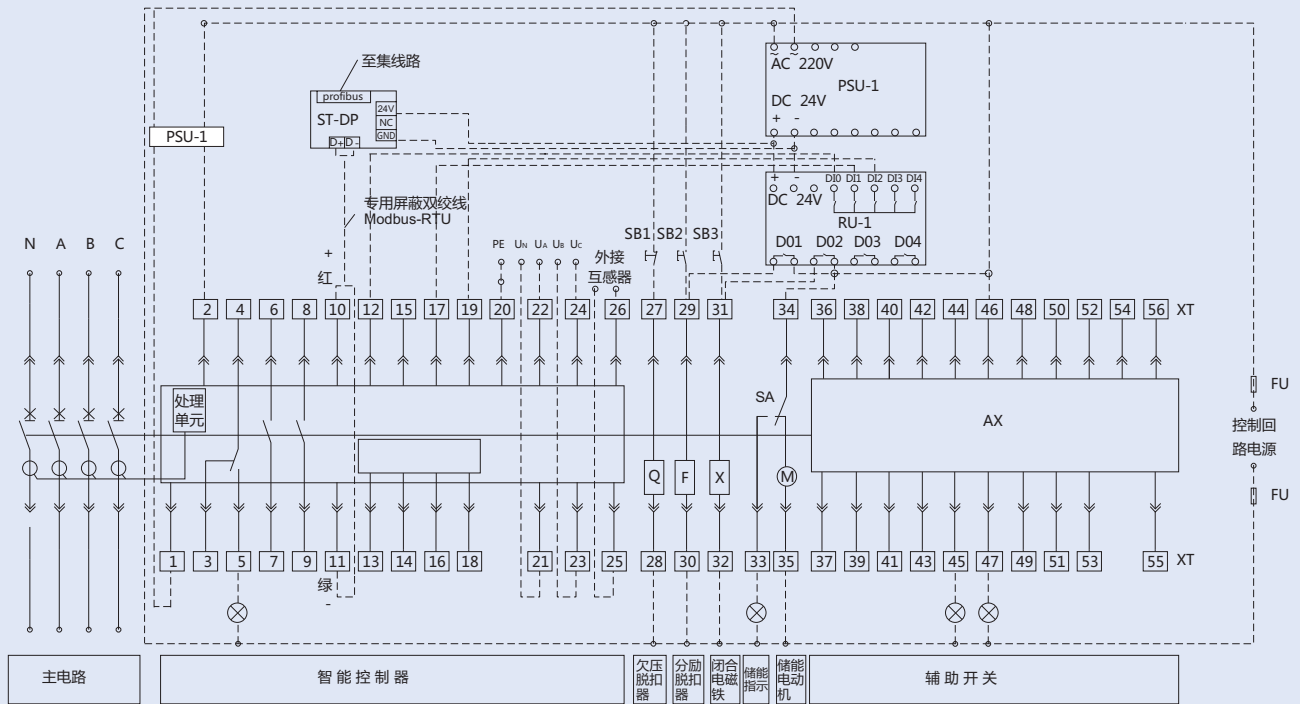 至集线路
profibus
ST-DP
24V
NC
GND
D+ D-
AC 220V
PSU-1
DC 24V
+ -
PSU-1
+ - DI0 DI1 DI2 DI3 DI4
DC 24V
RU-1
D01 D02 D03 D04
专用屏蔽双绞线
Modbus-RTU
N A B C
+
红
PE UN UA UB UC
外接
互感器
SB1 SB2 SB3
2 4 6 8 10 12 15 17 19 20 22 24 26 27 29 31 34 36 38 40 42 44 46 48 50 52 54 56 XT
处理
单元
SA
AX
FU
控制回
路电源
FU
Q F X M
1 3 5 7 9 11 13 14 16 18 21 23 25 28 30 32 33 35 37 39 41 43 45 47 49 51 53 55 XT
绿
-
主电路
智能控制器
欠压
脱扣
器
分励
脱扣
器
闭合
电磁
铁
储能
指示
储能
电动
机
辅助开关